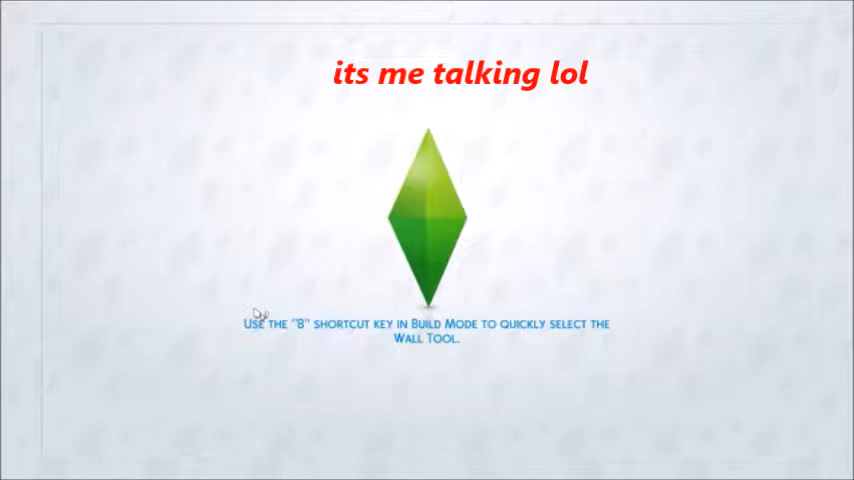 its me talking lol
Use the "B" shortcut key in Build Mode to quickly select the
Wall Tool.